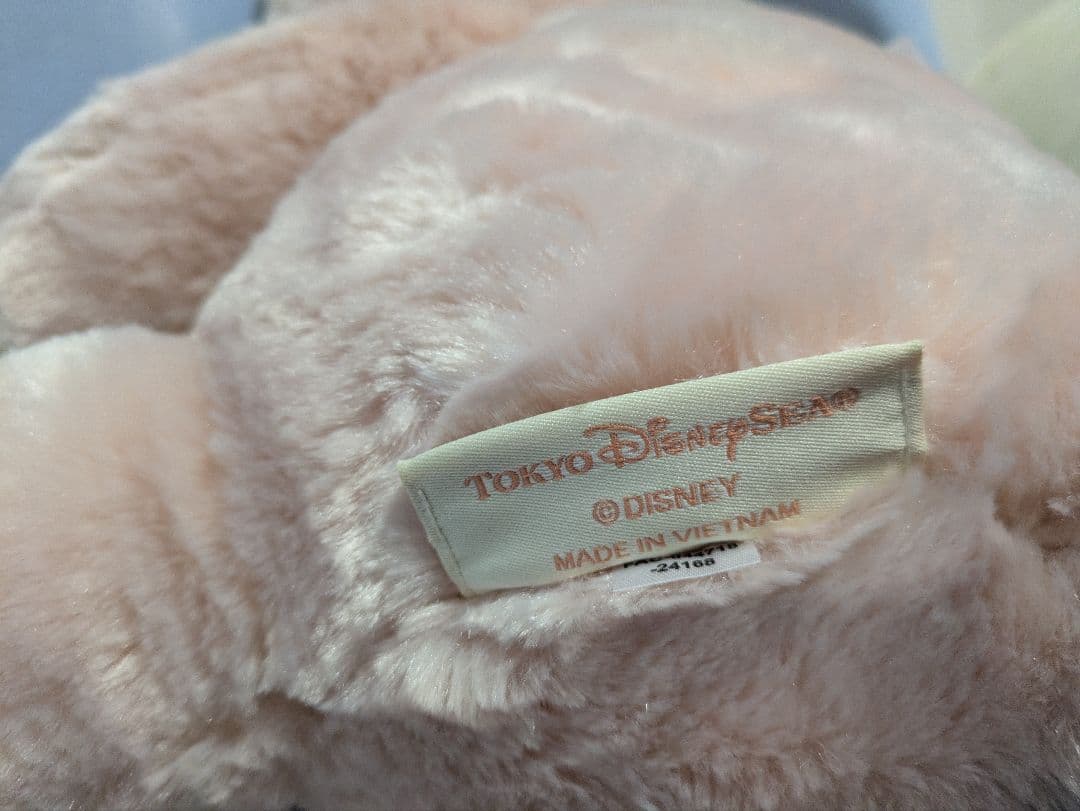 TOKYO DISNEYSEA®
© DISNEY
MADE IN VIETNAM
-24168